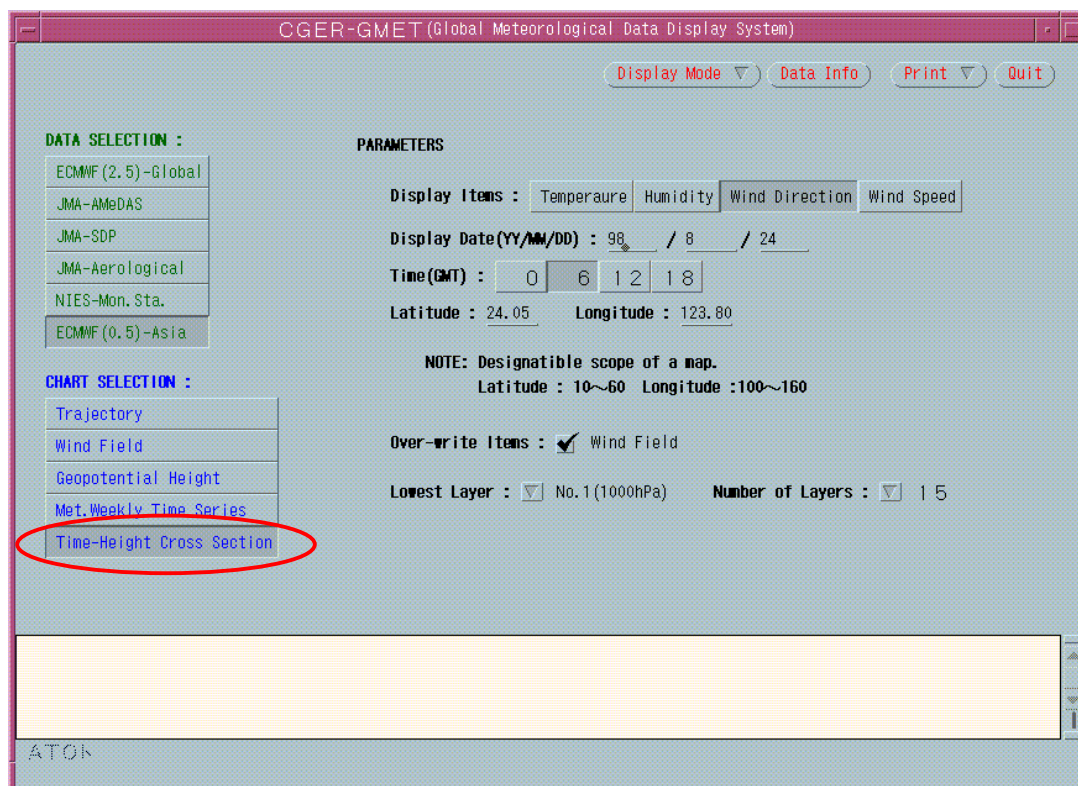 CGER-GMET(Global Meteorological Data Display System)
Display Mode Data Info Print Quit
DATA SELECTION :
ECMWF(2.5)-Global
JMA-AMeDAS
JMA-SDP
JMA-Aerological
NIES-Mon.Sta.
ECMWF(0.5)-Asia
CHART SELECTION :
Trajectory
Wind Field
Geopotential Height
Met.Weekly Time Series
Time-Height Cross Section
PARAMETERS
Display Items : Temperaure Humidity Wind Direction Wind Speed
Display Date(YY/MM/DD) : 98 / 8 / 24
Time(GMT) : 0 6 12 18
Latitude : 24.05 Longitude : 123.80
NOTE: Designatible scope of a map.
Latitude : 10～60 Longitude :100～160
Over-write Items : Wind Field
Lowest Layer : No.1(1000hPa) Number of Layers : 15
ATOK